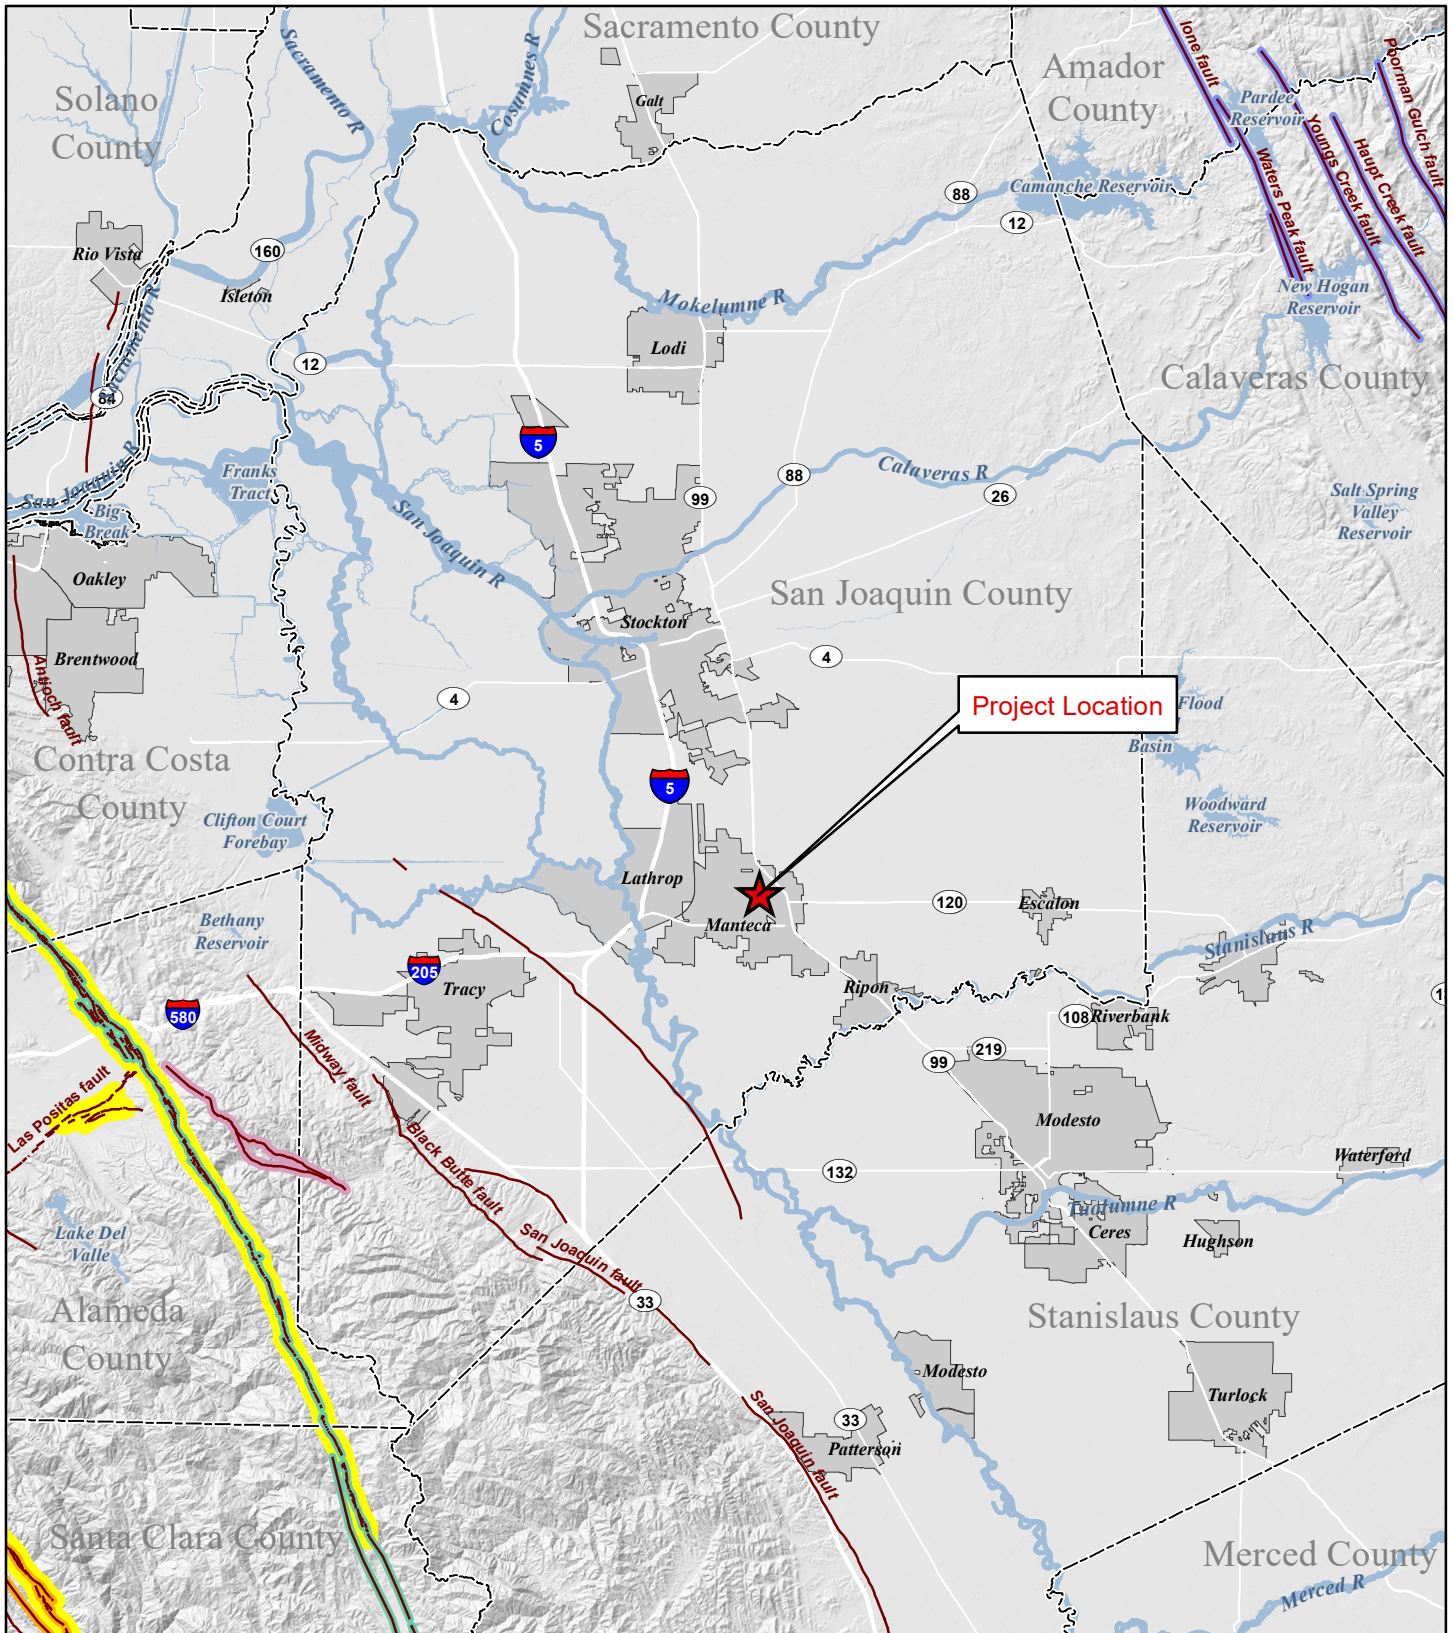 Sacramento County
Solano
County
Sacramento R
Cosumnes R
Galt
Amador
County
Ione fault
Poorman Gulch fault
Pardee
Reservoir
Youngs Creek fault
Haupt Creek fault
Waters Peak fault
Camanche Reservoir
88
12
Rio Vista
160
Isleton
Sacramento R
Mokelumne R
New Hogan
Reservoir
Lodi
12
84
Calaveras County
5
San Joaquin R
Franks
Tract
Big
Break
San Joaquin R
99
88
Calaveras R
26
Salt Spring
Valley
Reservoir
Oakley
San Joaquin County
Stockton
Brentwood
Antioch fault
4
4
Project Location
Flood
Basin
Contra Costa
County
5
Clifton Court
Forebay
Woodward
Reservoir
Lathrop
Manteca
120
Escalon
Bethany
Reservoir
Stanislaus R
205
Tracy
Ripon
580
108
Riverbank
Midway fault
219
99
Las Positas fault
Modesto
Black Butte fault
132
Waterford
Tuolumne R
Lake Del
Valle
San Joaquin fault
Ceres
Hughson
33
Alameda
County
Stanislaus County
Modesto
Turlock
San Joaquin fault
33
Patterson
Santa Clara County
Merced County
Merced R